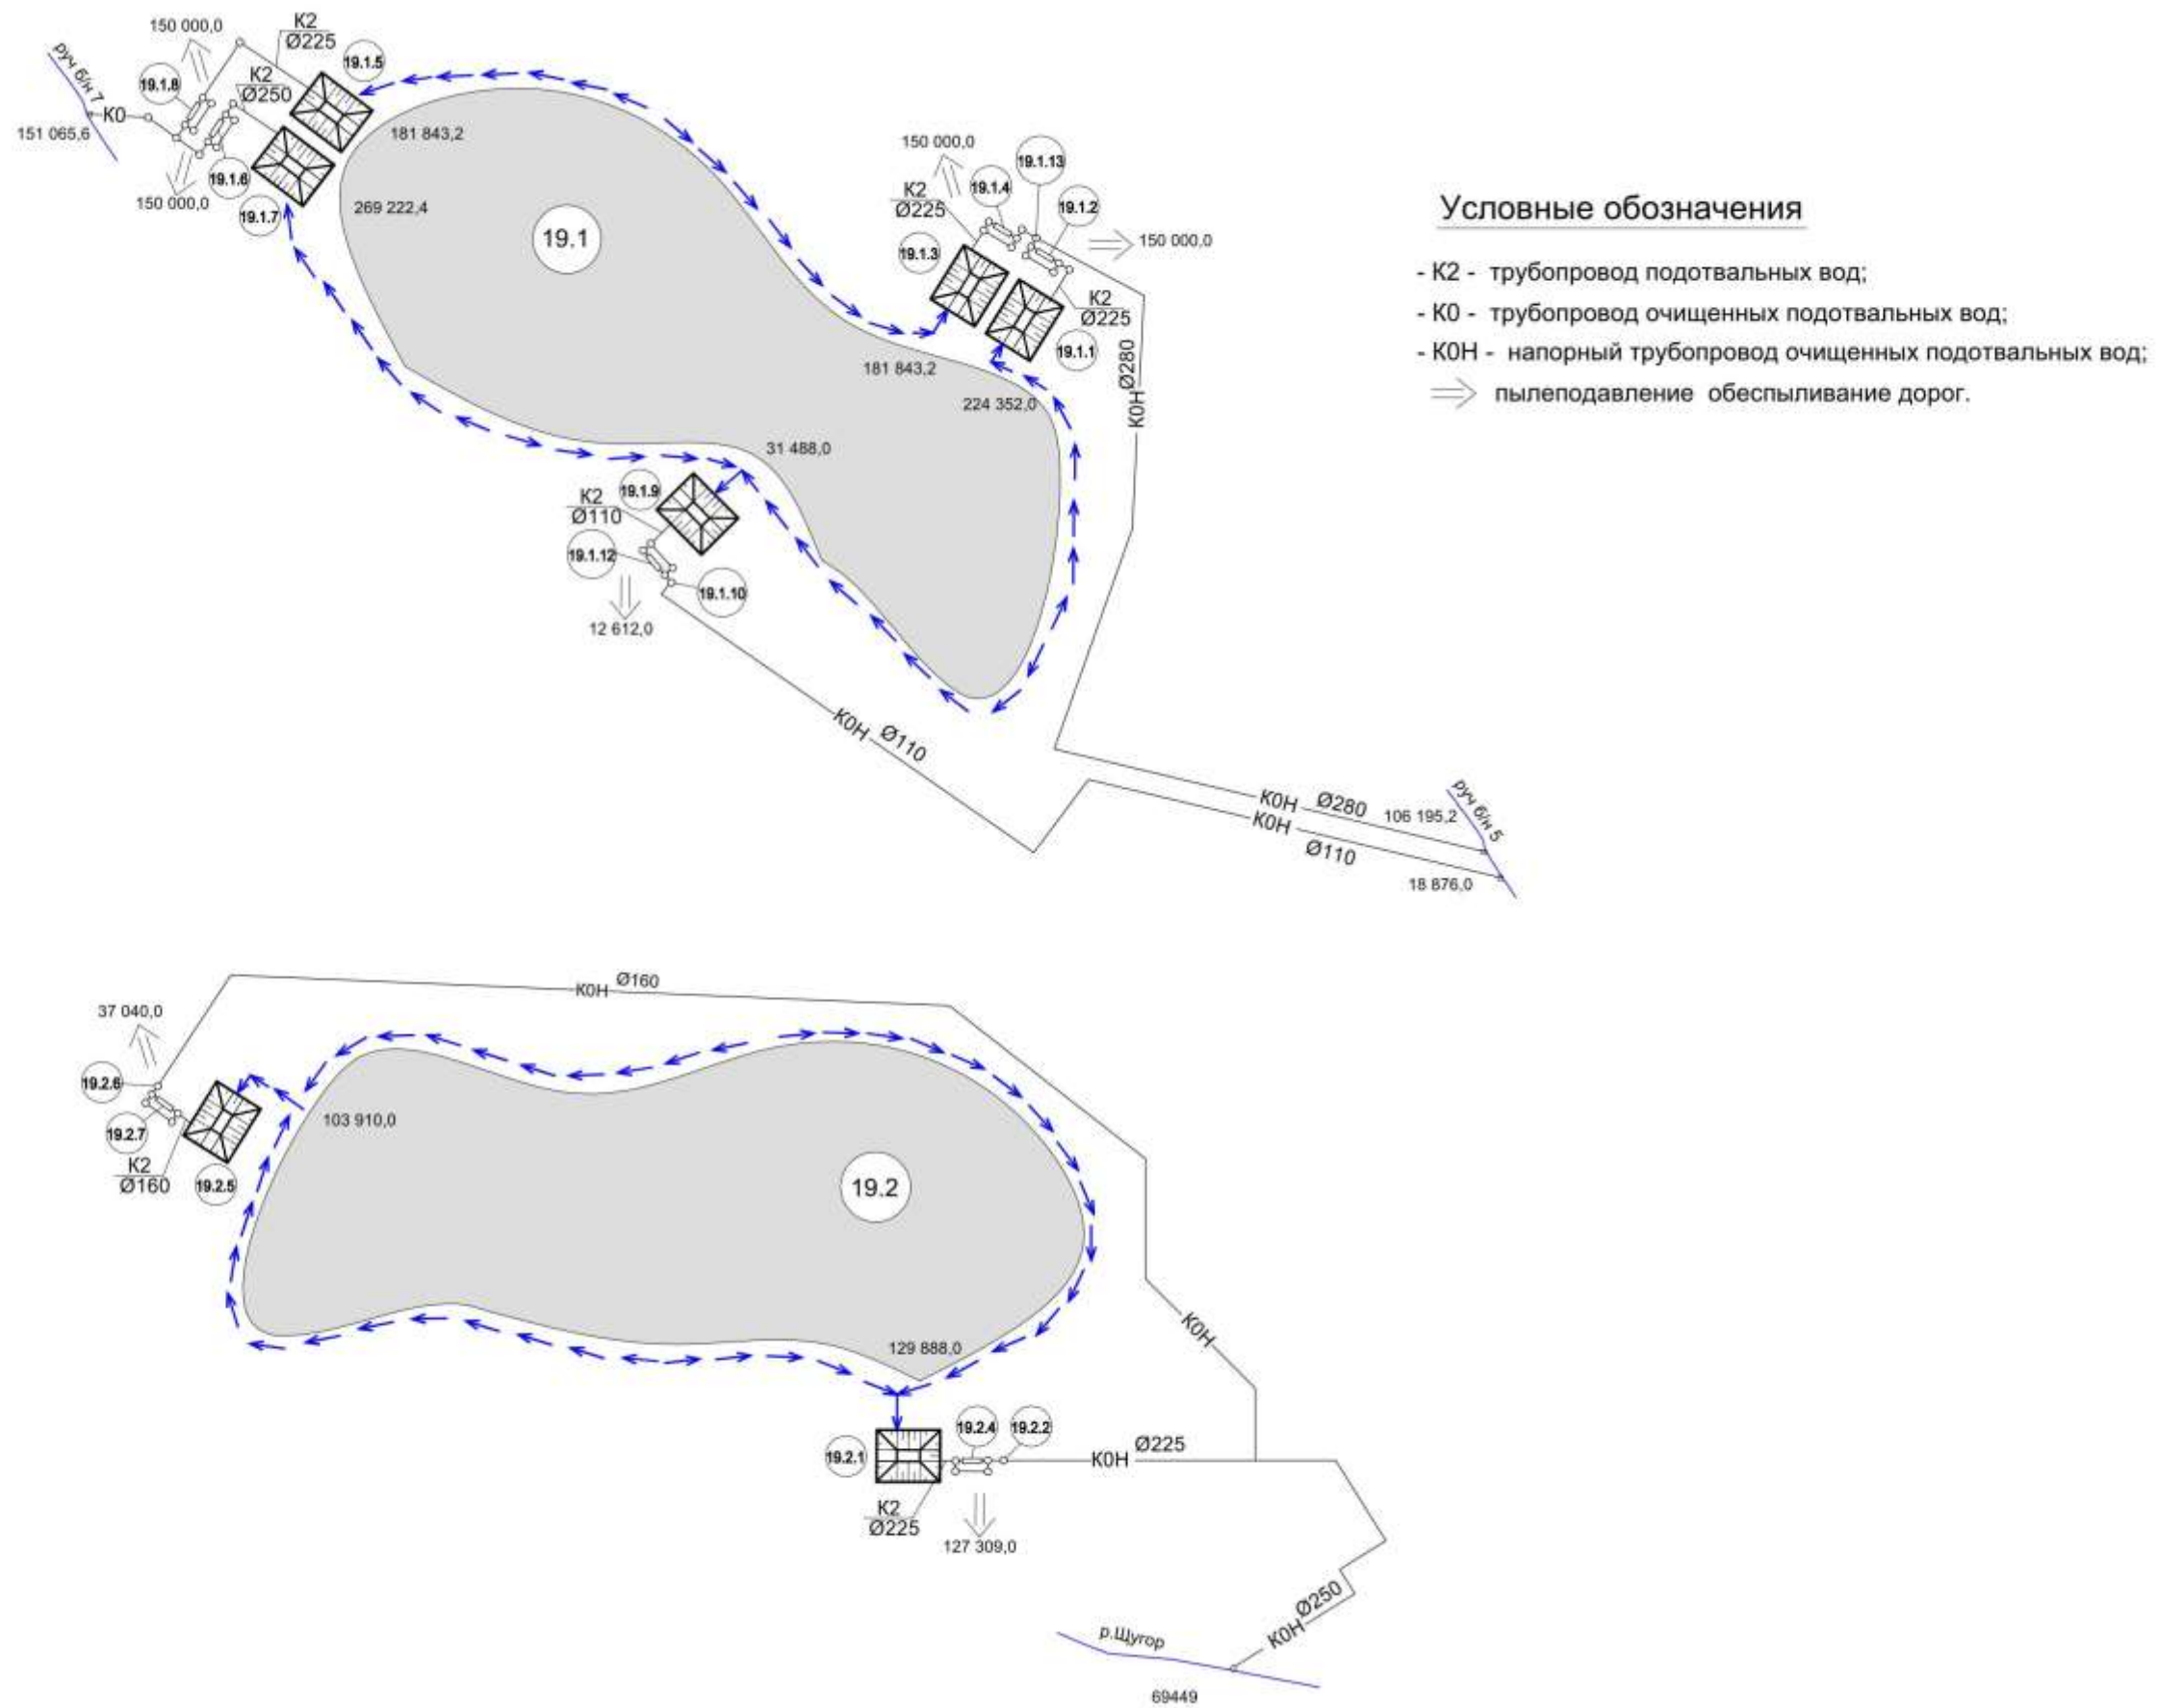 150 000,0
К2
Ø225
руч б/н 7
19.1.5
19.1.8
К2
Ø250
К0
151 065,6
181 843,2
19.1.6
150 000,0
19.1.7
269 222,4
19.1
150 000,0
19.1.13
19.1.4
К2
Ø225
19.1.2
150 000,0
19.1.3
К2
Ø225
19.1.1
181 843,2
224 352,0
К0Н Ø280
31 488,0
19.1.9
К2
Ø110
19.1.12
19.1.10
12 612,0
К0Н Ø110
К0Н Ø280
106 195,2
руч б/н 5
К0Н
Ø110
18 876,0
Условные обозначения
- К2 - трубопровод подотвальных вод;
- К0 - трубопровод очищенных подотвальных вод;
- К0Н - напорный трубопровод очищенных подотвальных вод;
пылеподавление обеспыливание дорог.
К0Н Ø160
37 040,0
19.2.6
19.2.7
К2
Ø160
19.2.5
103 910,0
19.2
К0Н
129 888,0
19.2.4
19.2.2
19.2.1
К0Н Ø225
К2
Ø225
127 309,0
К0Н Ø250
р.Щугор
69449